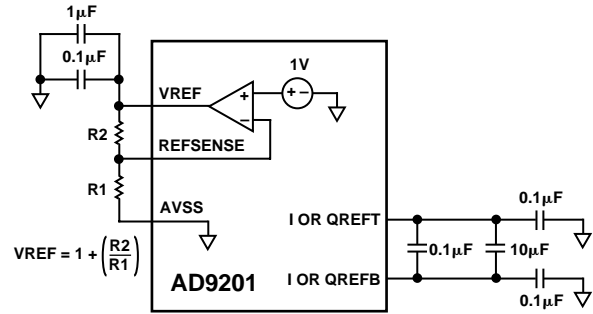 1μF
0.1μF
VREF
1V
+
–
+ –
R2
REFSENSE
R1
AVSS
VREF = 1 + (R2/R1)
AD9201
I OR QREFT
I OR QREFB
0.1μF
0.1μF
10μF
0.1μF